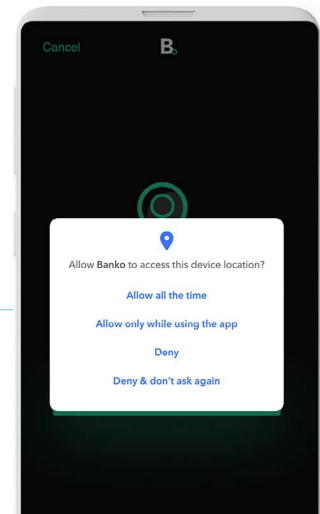 Cancel
B.
Allow Banko to access this device location?
Allow all the time
Allow only while using the app
Deny
Deny & don't ask again